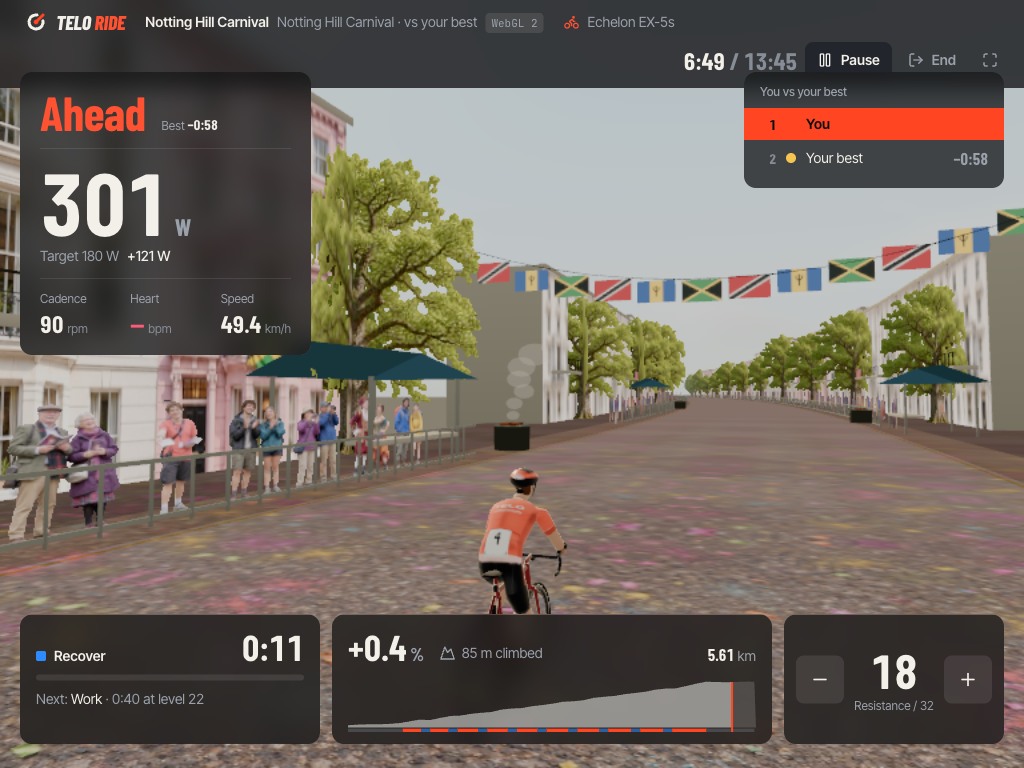 TELO RIDE Notting Hill Carnival Notting Hill Carnival · vs your best WebGL 2 Echelon EX-5s
6:49 / 13:45 Pause End
Ahead Best −0:58
301 W
Target 180 W +121 W
Cadence Heart Speed
90 rpm — bpm 49.4 km/h
You vs your best
1 You
2 Your best −0:58
4
Recover 0:11
Next: Work · 0:40 at level 22
+0.4 % 85 m climbed 5.61 km
− 18 +
Resistance / 32